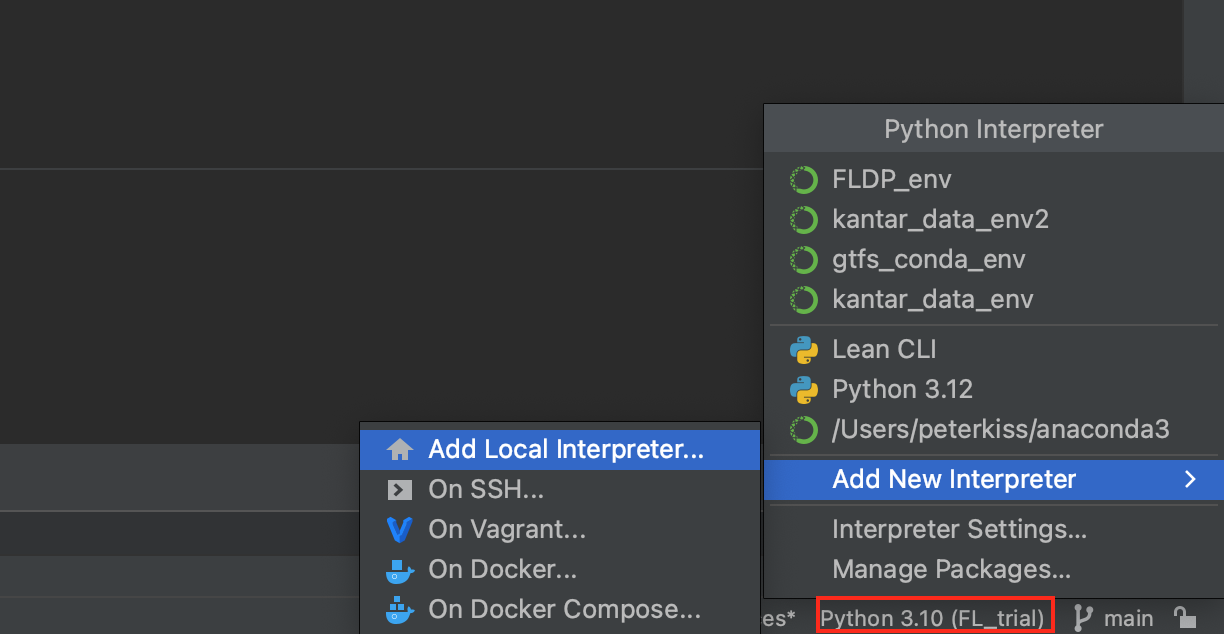 Python Interpreter
FLDP_env
kantar_data_env2
gtfs_conda_env
kantar_data_env
Lean CLI
Python 3.12
/Users/peterkiss/anaconda3
Add New Interpreter
Interpreter Settings...
Manage Packages...
Add Local Interpreter...
On SSH...
On Vagrant...
On Docker...
On Docker Compose...
es* Python 3.10 (FL_trial) main